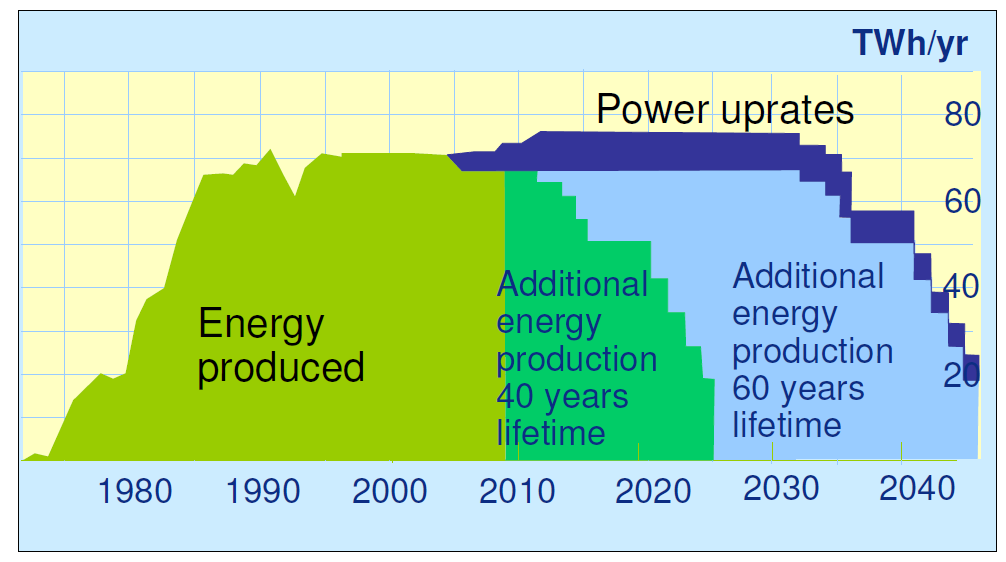 TWh/yr
Power uprates
80
60
40
20
Energy
produced
Additional
energy
production
40 years
lifetime
Additional
energy
production
60 years
lifetime
1980
1990
2000
2010
2020
2030
2040